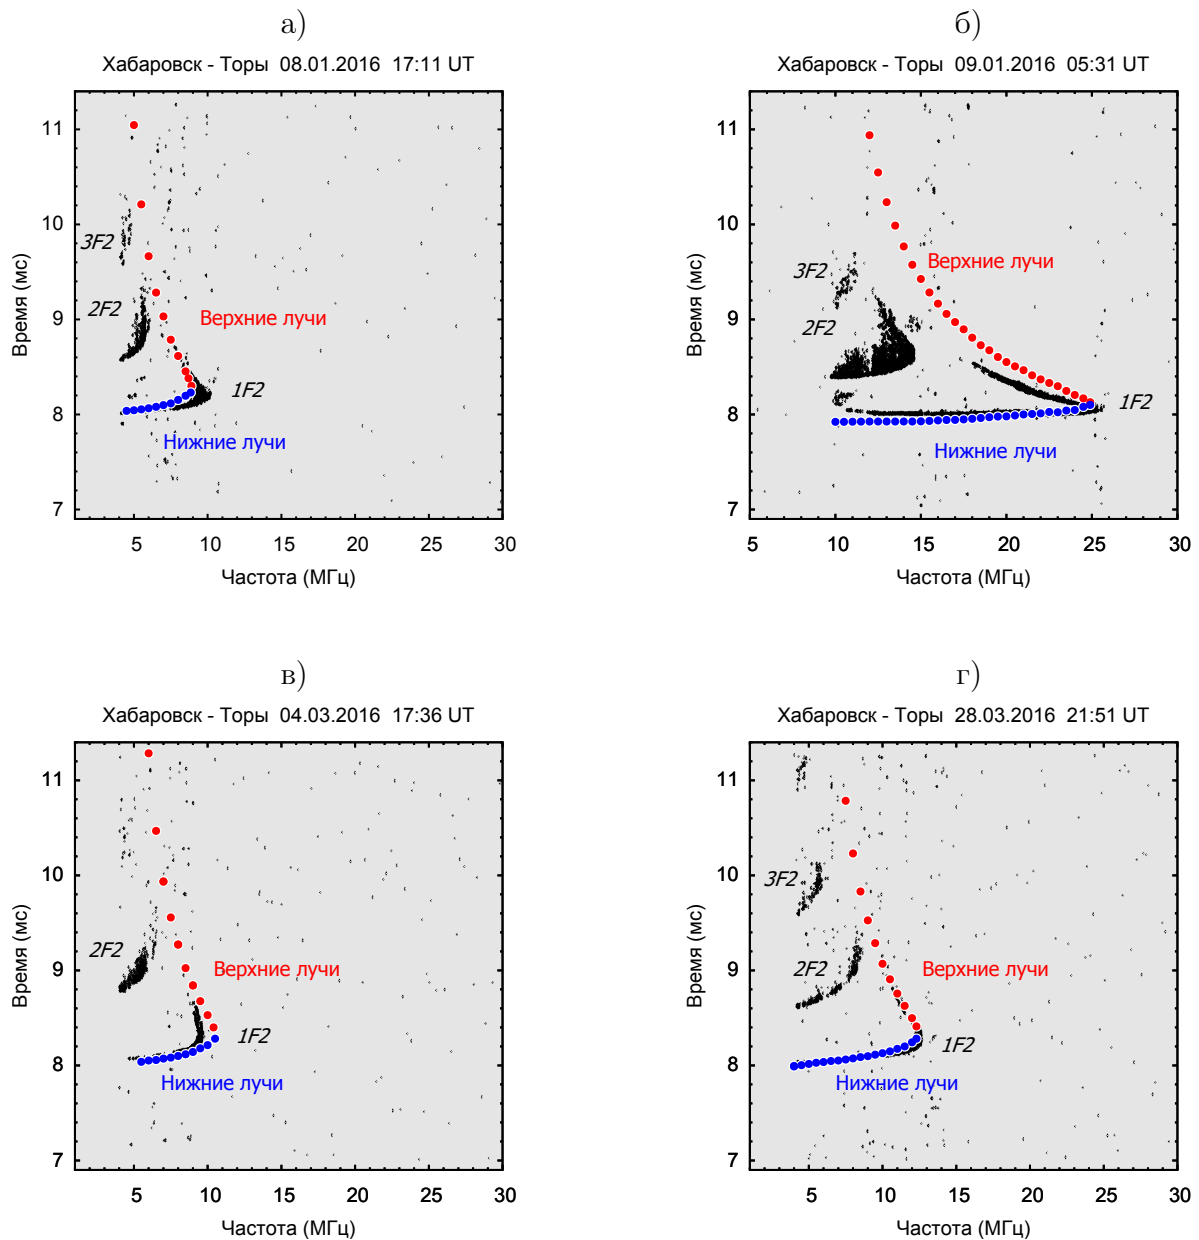 а)
Хабаровск - Торы 08.01.2016 17:11 UT
11
10
9
8
7
Время (мс)
3F2
2F2
Верхние лучи
1F2
Нижние лучи
5 10 15 20 25 30
Частота (МГц)
б)
Хабаровск - Торы 09.01.2016 05:31 UT
11
10
9
8
7
Время (мс)
Верхние лучи
3F2
2F2
1F2
Нижние лучи
5 10 15 20 25 30
Частота (МГц)
в)
Хабаровск - Торы 04.03.2016 17:36 UT
11
10
9
8
7
Время (мс)
2F2
Верхние лучи
1F2
Нижние лучи
5 10 15 20 25 30
Частота (МГц)
г)
Хабаровск - Торы 28.03.2016 21:51 UT
11
10
9
8
7
Время (мс)
3F2
2F2
Верхние лучи
1F2
Нижние лучи
5 10 15 20 25 30
Частота (МГц)